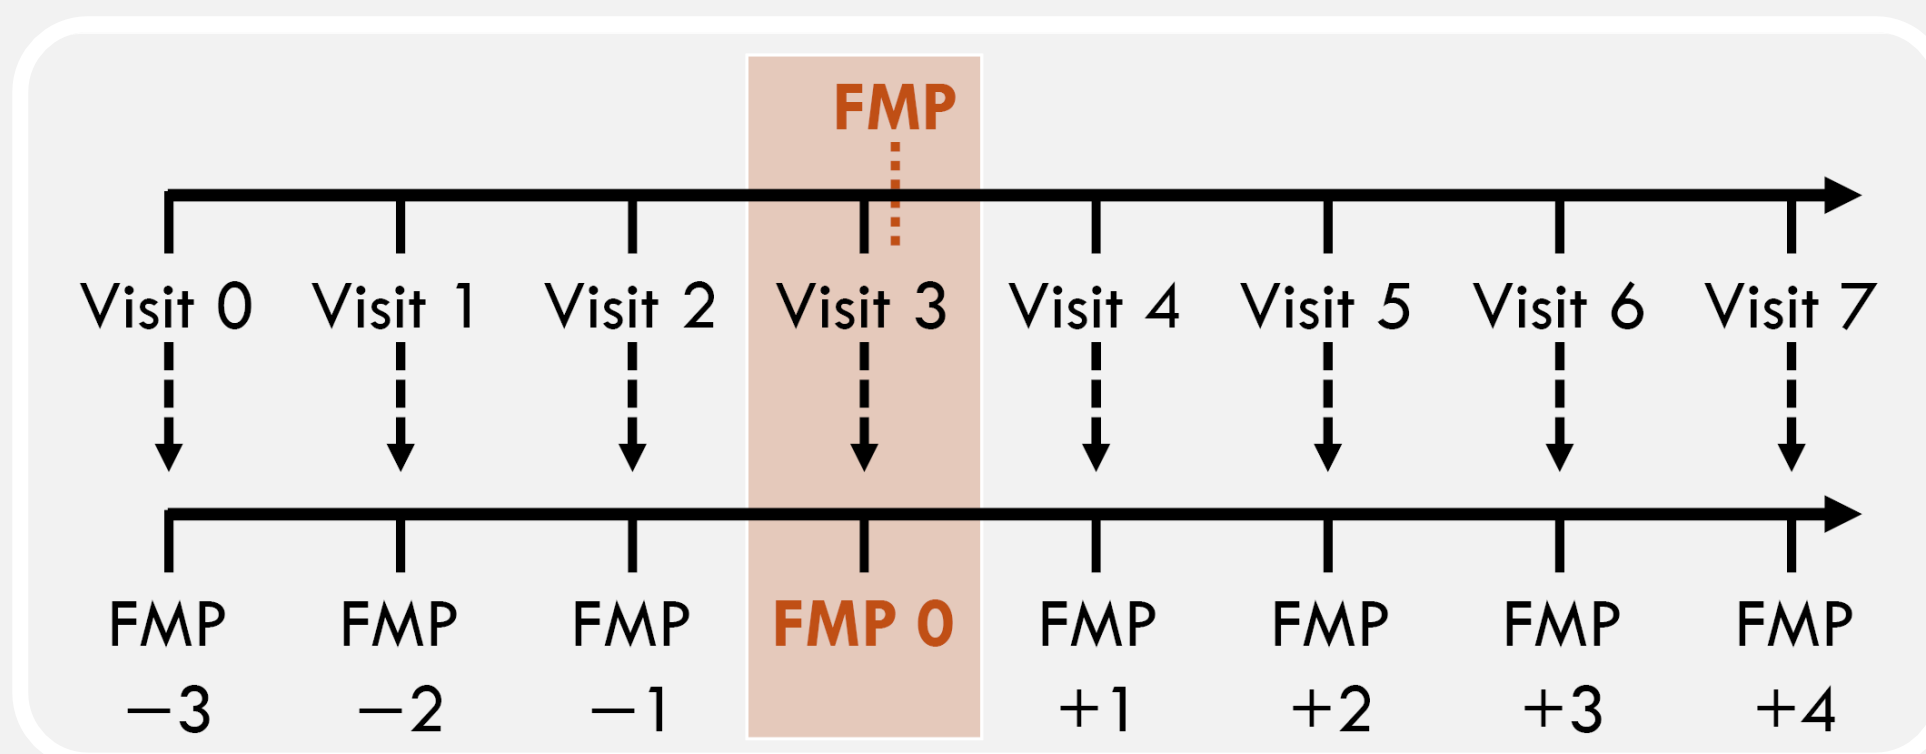 FMP
Visit 0 Visit 1 Visit 2 Visit 3 Visit 4 Visit 5 Visit 6 Visit 7
FMP FMP FMP FMP 0 FMP FMP FMP FMP
−3 −2 −1 +1 +2 +3 +4